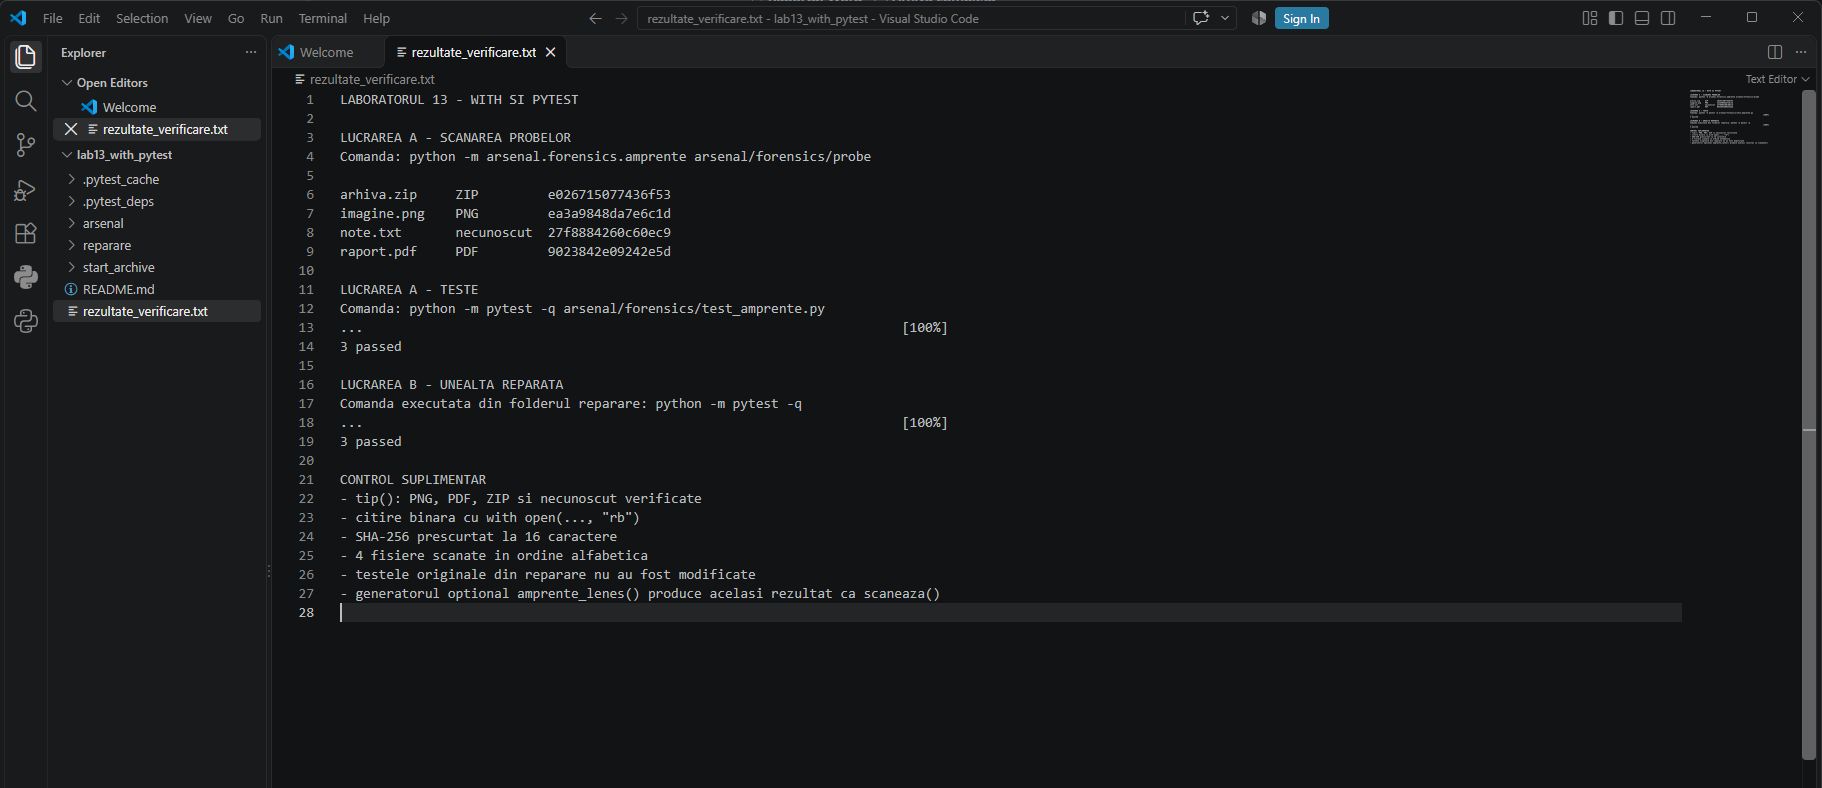 File Edit Selection View Go Run Terminal Help
rezultate_verificare.txt - lab13_with_pytest - Visual Studio Code
Sign In
Explorer
Open Editors
Welcome
rezultate_verificare.txt
lab13_with_pytest
.pytest_cache
.pytest_deps
arsenal
reparare
start_archive
README.md
rezultate_verificare.txt
Welcome
rezultate_verificare.txt
rezultate_verificare.txt
Text Editor
1 LABORATORUL 13 - WITH SI PYTEST
2
3 LUCRAREA A - SCANAREA PROBELOR
4 Comanda: python -m arsenal.forensics.amprente arsenal/forensics/probe
5
6 arhiva.zip ZIP e026715077436f53
7 imagine.png PNG ea3a9848da7e6c1d
8 note.txt necunoscut 27f8884260c60ec9
9 raport.pdf PDF 9023842e09242e5d
10
11 LUCRAREA A - TESTE
12 Comanda: python -m pytest -q arsenal/forensics/test_amprente.py
13 ... [100%]
14 3 passed
15
16 LUCRAREA B - UNEALTA REPARATA
17 Comanda executata din folderul reparare: python -m pytest -q
18 ... [100%]
19 3 passed
20
21 CONTROL SUPLIMENTAR
22 - tip(): PNG, PDF, ZIP si necunoscut verificate
23 - citire binara cu with open(..., "rb")
24 - SHA-256 prescurtat la 16 caractere
25 - 4 fisiere scanate in ordine alfabetica
26 - testele originale din reparare nu au fost modificate
27 - generatorul optional amprente_lenes() produce acelasi rezultat ca scaneaza()
28